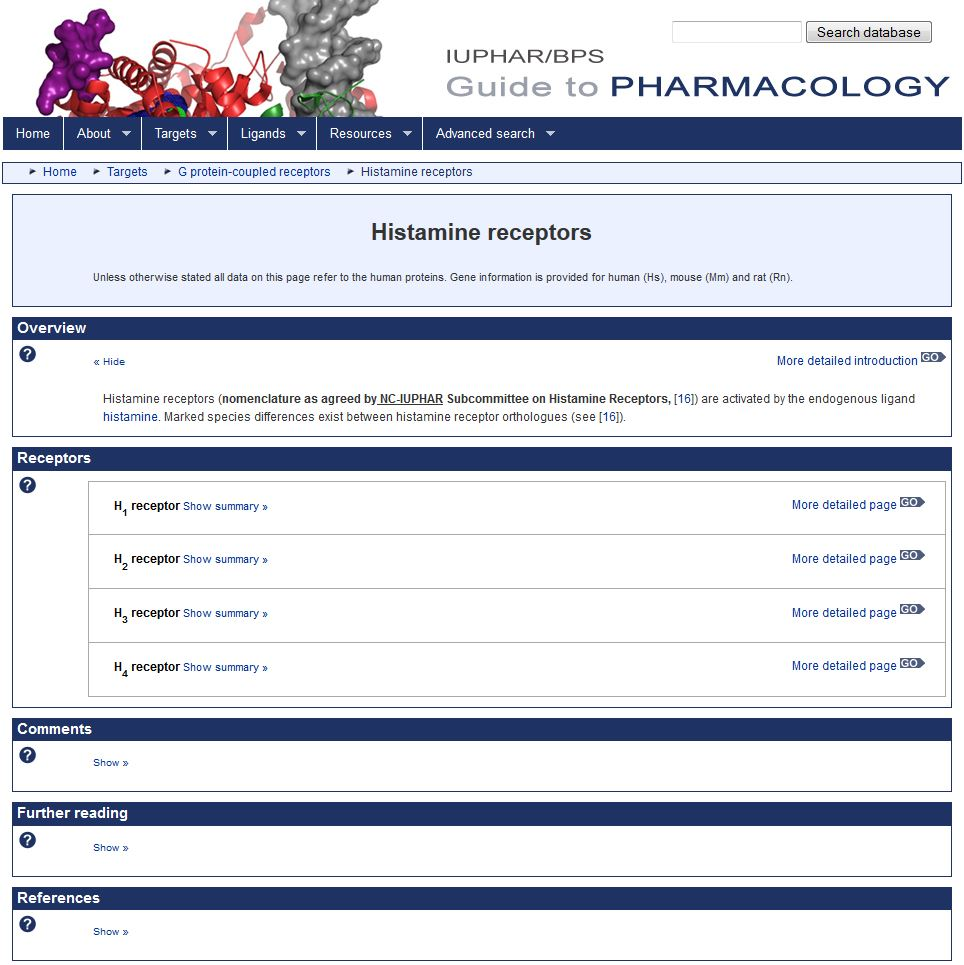 Search database
IUPHAR/BPS
Guide to PHARMACOLOGY
Home About Targets Ligands Resources Advanced search
Home Targets G protein-coupled receptors Histamine receptors
Histamine receptors
Unless otherwise stated all data on this page refer to the human proteins. Gene information is provided for human (Hs), mouse (Mm) and rat (Rn).
Overview
?
« Hide More detailed introduction GO
Histamine receptors (nomenclature as agreed by NC-IUPHAR Subcommittee on Histamine Receptors, [16]) are activated by the endogenous ligand
histamine. Marked species differences exist between histamine receptor orthologues (see [16]).
Receptors
?
H1 receptor Show summary » More detailed page GO
H2 receptor Show summary » More detailed page GO
H3 receptor Show summary » More detailed page GO
H4 receptor Show summary » More detailed page GO
Comments
?
Show »
Further reading
?
Show »
References
?
Show »